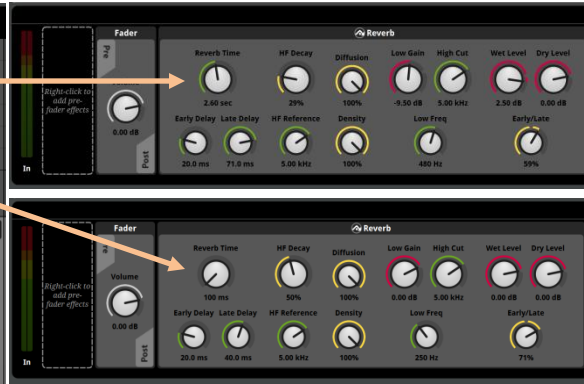 Fader
Reverb
Pre
Reverb Time
HF Decay
Diffusion
Low Gain
High Cut
Wet Level
Dry Level
Right-click to
add pre-
fader effects
2.60 sec
29%
100%
-9.50 dB
5.00 kHz
2.50 dB
0.00 dB
0.00 dB
Early Delay
Late Delay
HF Reference
Density
Low Freq
Early/Late
Post
In
20.0 ms
71.0 ms
5.00 kHz
100%
480 Hz
59%
Fader
Reverb
Pre
Reverb Time
HF Decay
Diffusion
Low Gain
High Cut
Wet Level
Dry Level
Volume
Right-click to
add pre-
fader effects
100 ms
50%
100%
0.00 dB
5.00 kHz
0.00 dB
0.00 dB
0.00 dB
Early Delay
Late Delay
HF Reference
Density
Low Freq
Early/Late
Post
In
20.0 ms
40.0 ms
5.00 kHz
100%
250 Hz
71%